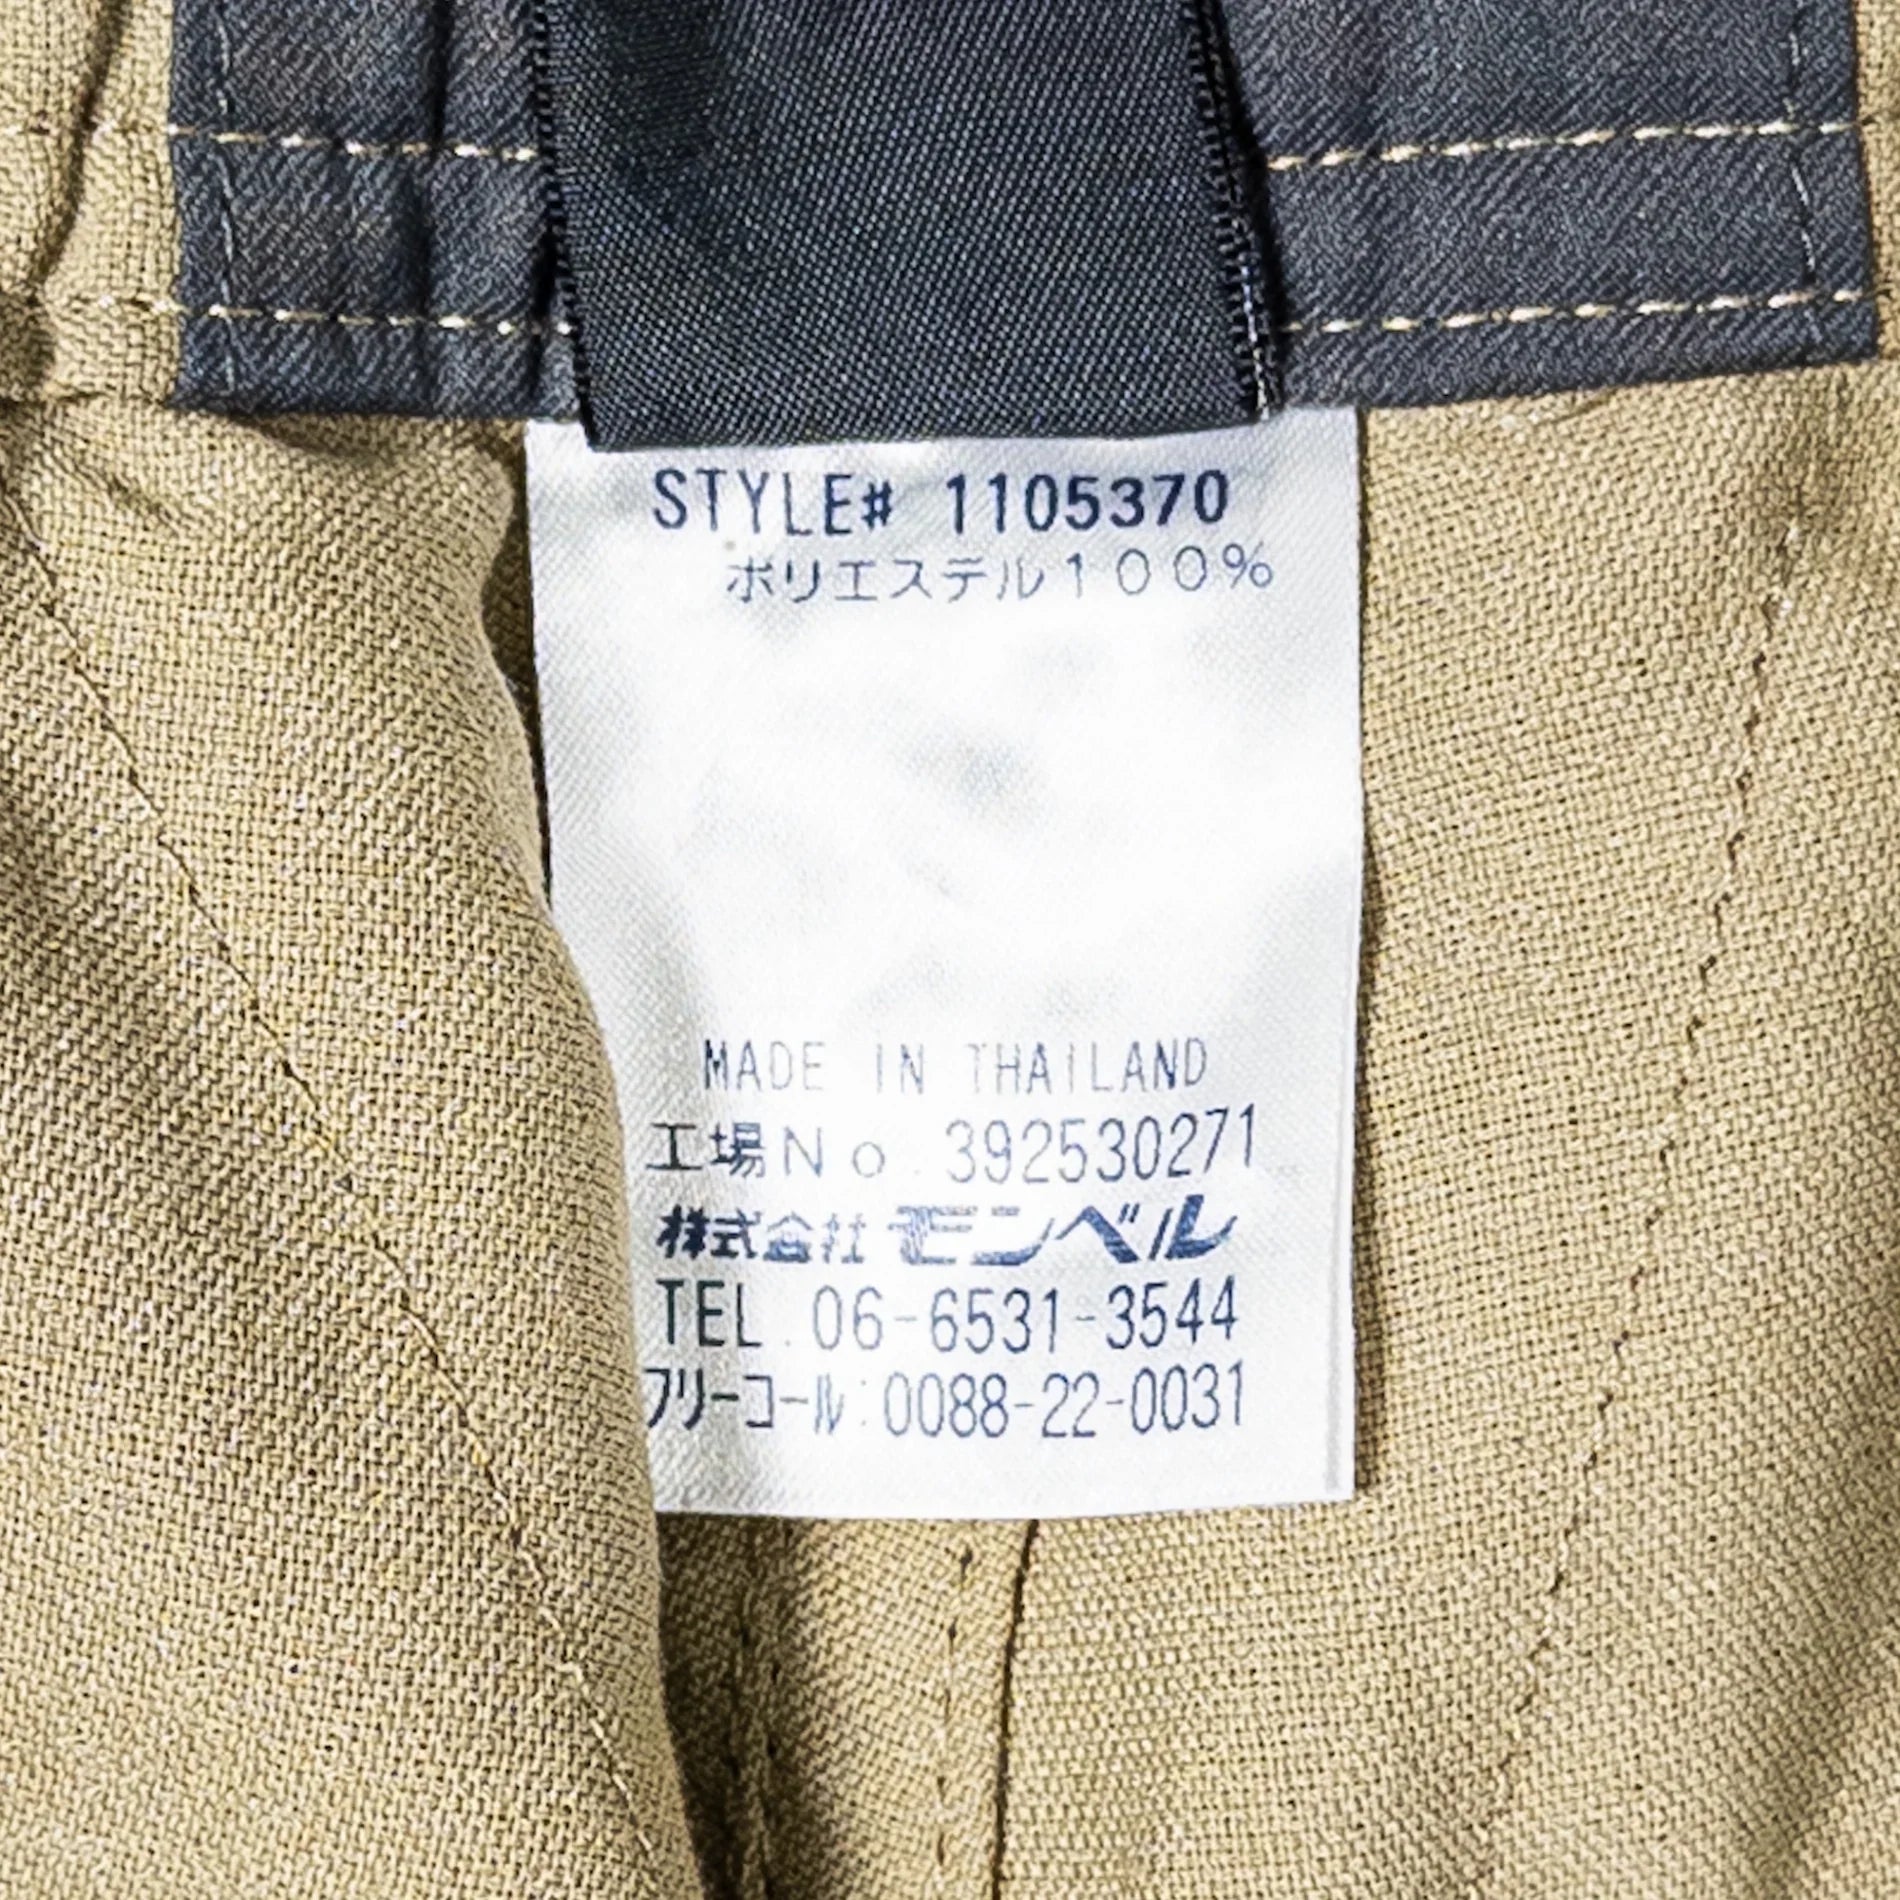 STYLE# 1105370
ポリエステル100%
MADE IN THAILAND
工場No.392530271
株式会社モンベル
TEL.06-6531-3544
フリーコール:0088-22-0031